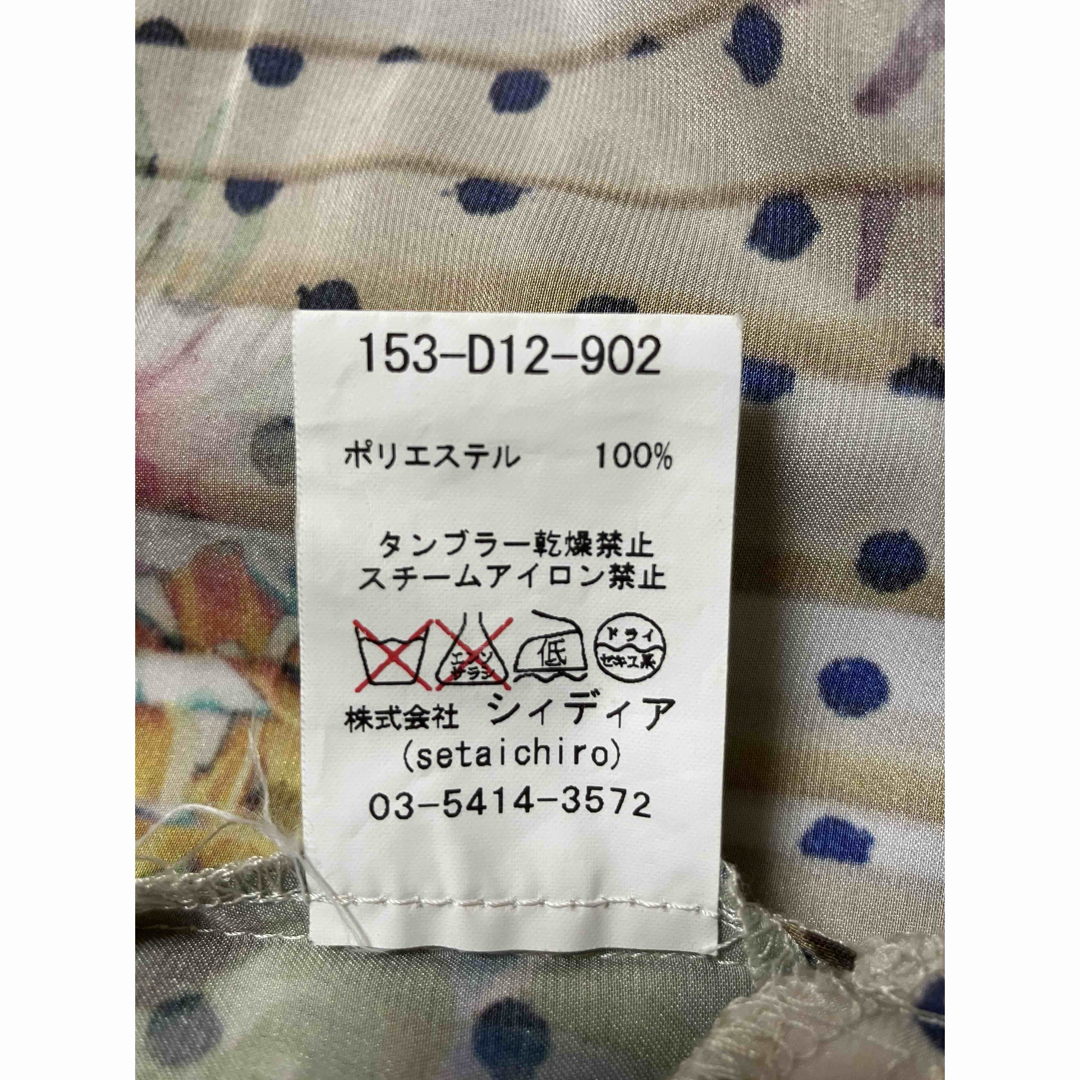 153-D12-902
ポリエステル 100%
タンブラー乾燥禁止
スチームアイロン禁止
エンソ
サラシ
低
ドライ
セキユ系
株式会社 シィディア
(setaichiro)
03-5414-3572